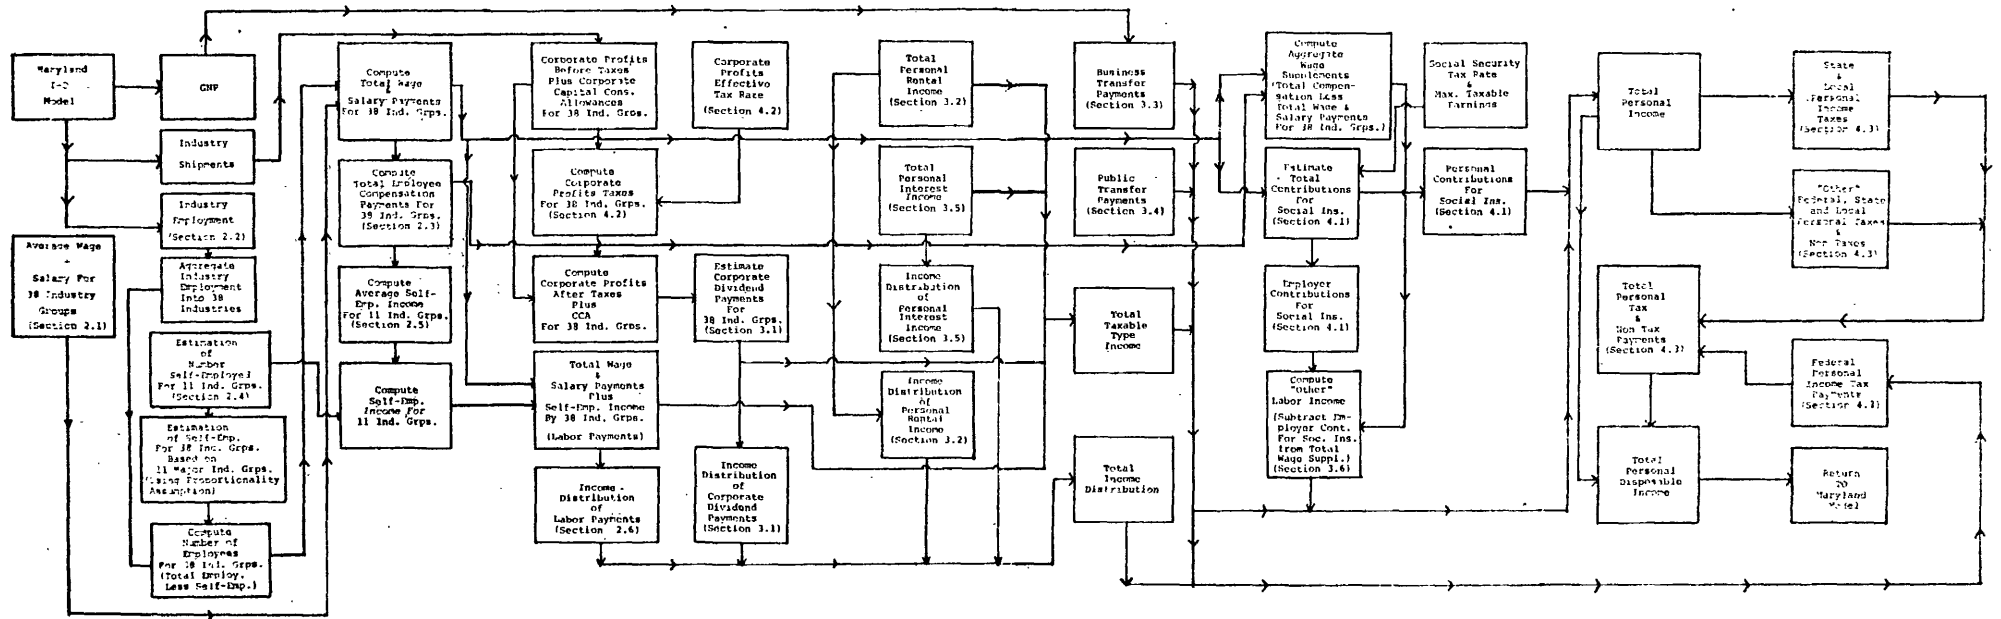 Maryland
I-O
Model
GNP
Industry
Shipments
Industry
Employment
(Section 2.2)
Average Wage
+
Salary For
38 Industry
Groups
(Section 2.1)
Aggregate
Industry
Employment
Into 38
Industries
Estimation
of
Number
Self-Employed
For 11 Ind. Grps.
(Section 2.4)
Estimation
of Self-Emp.
For 38 Ind. Grps.
Based on
11 Major Ind. Grps.
(Using Proportionality
Assumption)
Compute
Number of
Employees
For 38 Ind. Grps.
(Total Employ.
Less Self-Emp.)
Compute
Total Wage
&
Salary Payments
For 38 Ind. Grps.
Compute
Total Employee
Compensation
Payments For
38 Ind. Grps.
(Section 2.3)
Compute
Average Self-
Emp. Income
For 11 Ind. Grps.
(Section 2.5)
Compute
Self-Emp.
Income For
11 Ind. Grps.
Corporate Profits
Before Taxes
Plus Corporate
Capital Cons.
Allowances
For 38 Ind. Grps.
Compute
Corporate
Profits Taxes
For 38 Ind. Grps.
(Section 4.2)
Compute
Corporate Profits
After Taxes
Plus
CCA
For 38 Ind. Grps.
Total Wage
&
Salary Payments
Plus
Self-Emp. Income
By 38 Ind. Grps.
(Labor Payments)
Income
Distribution
of
Labor Payments
(Section 2.6)
Corporate
Profits
Effective
Tax Rate
(Section 4.2)
Estimate
Corporate
Dividend
Payments
For
38 Ind. Grps.
(Section 3.1)
Income
Distribution
of
Corporate
Dividend
Payments
(Section 3.1)
Total
Personal
Rental
Income
(Section 3.2)
Total
Personal
Interest
Income
(Section 3.5)
Income
Distribution
of
Personal
Interest
Income
(Section 3.5)
Income
Distribution
of
Personal
Rental
Income
(Section 3.2)
Business
Transfer
Payments
(Section 3.3)
Public
Transfer
Payments
(Section 3.4)
Total
Taxable
Type
Income
Total
Income
Distribution
Compute
Aggregate
Wage
Supplements
(Total Compen-
sation Less
Total Wage &
Salary Payments
For 38 Ind. Grps.)
Estimate
Total
Contributions
For
Social Ins.
(Section 4.1)
Employer
Contributions
For
Social Ins.
(Section 4.1)
Compute
"Other"
Labor Income
(Subtract Em-
ployer Cont.
For Soc. Ins.
from Total
Wage Suppl.)
(Section 3.6)
Social Security
Tax Rate
&
Max. Taxable
Earnings
Personal
Contributions
For
Social Ins.
(Section 4.1)
Total
Personal
Income
Total
Personal
Tax
&
Non Tax
Payments
(Section 4.3)
Total
Personal
Disposable
Income
State
&
Local
Personal
Income
Taxes
(Section 4.3)
"Other"
Federal, State
and Local
Personal Taxes
&
Non Taxes
(Section 4.3)
Federal
Personal
Income Tax
Payments
Return
TO
Maryland
Model